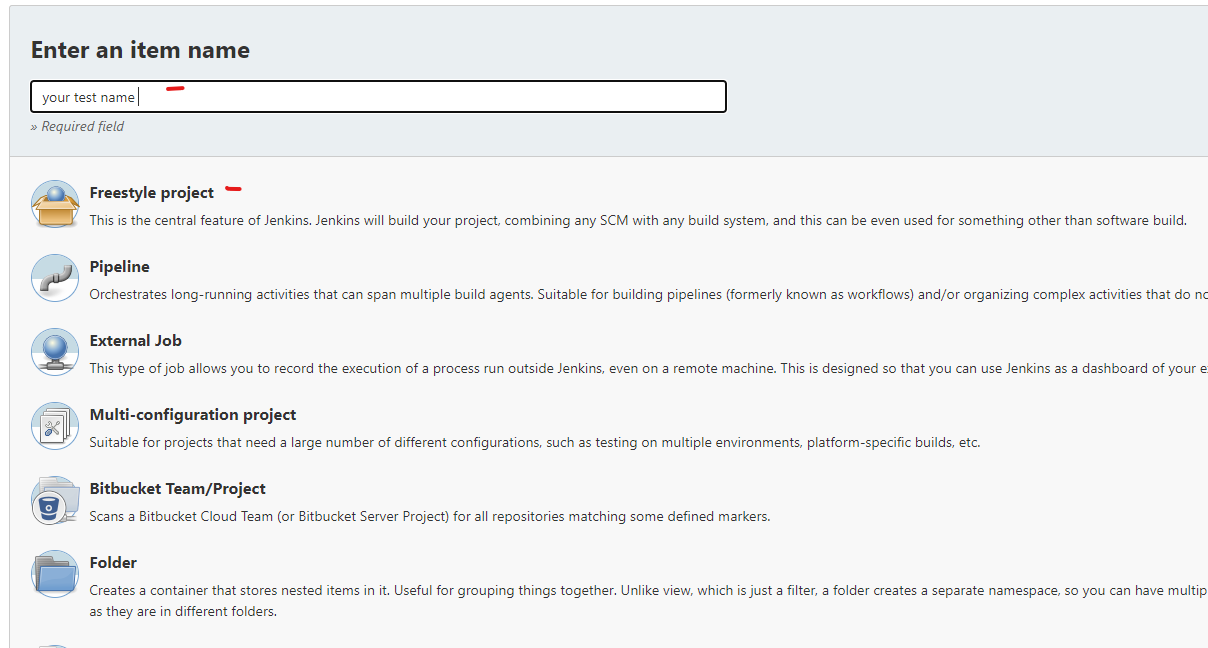 Enter an item name
your test name
» Required field
Freestyle project
This is the central feature of Jenkins. Jenkins will build your project, combining any SCM with any build system, and this can be even used for something other than software build.
Pipeline
Orchestrates long-running activities that can span multiple build agents. Suitable for building pipelines (formerly known as workflows) and/or organizing complex activities that do
External Job
This type of job allows you to record the execution of a process run outside Jenkins, even on a remote machine. This is designed so that you can use Jenkins as a dashboard of your
Multi-configuration project
Suitable for projects that need a large number of different configurations, such as testing on multiple environments, platform-specific builds, etc.
Bitbucket Team/Project
Scans a Bitbucket Cloud Team (or Bitbucket Server Project) for all repositories matching some defined markers.
Folder
Creates a container that stores nested items in it. Useful for grouping things together. Unlike view, which is just a filter, a folder creates a separate namespace, so you can have
as they are in different folders.